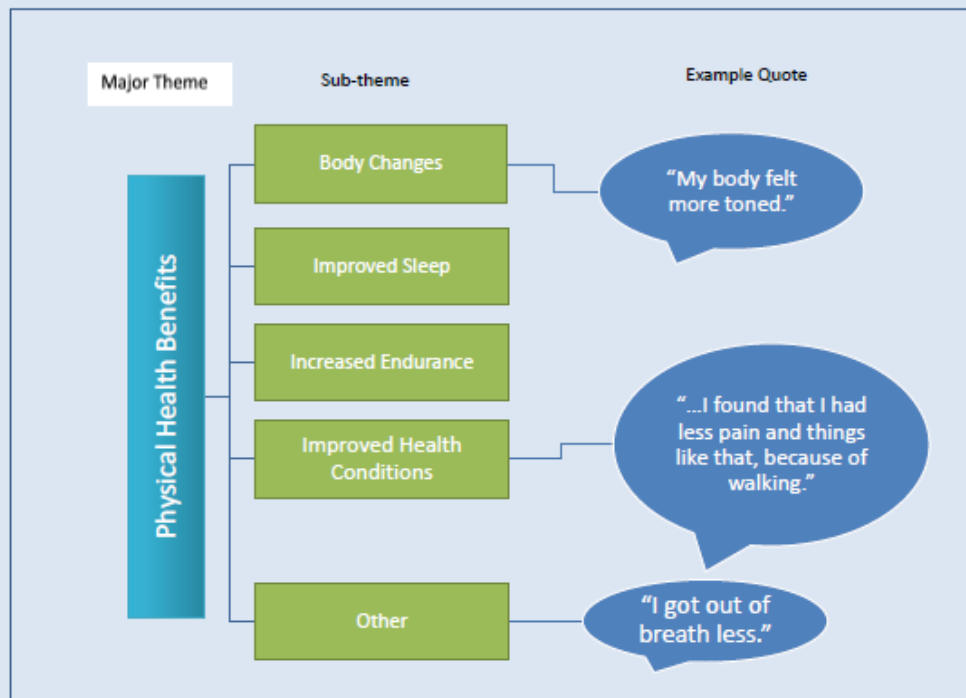 Major Theme
Sub-theme
Example Quote
Physical Health Benefits
Body Changes
“My body felt
more toned.”
Improved Sleep
Increased Endurance
Improved Health
Conditions
“…I found that I had
less pain and things
like that, because of
walking.”
Other
“I got out of
breath less.”